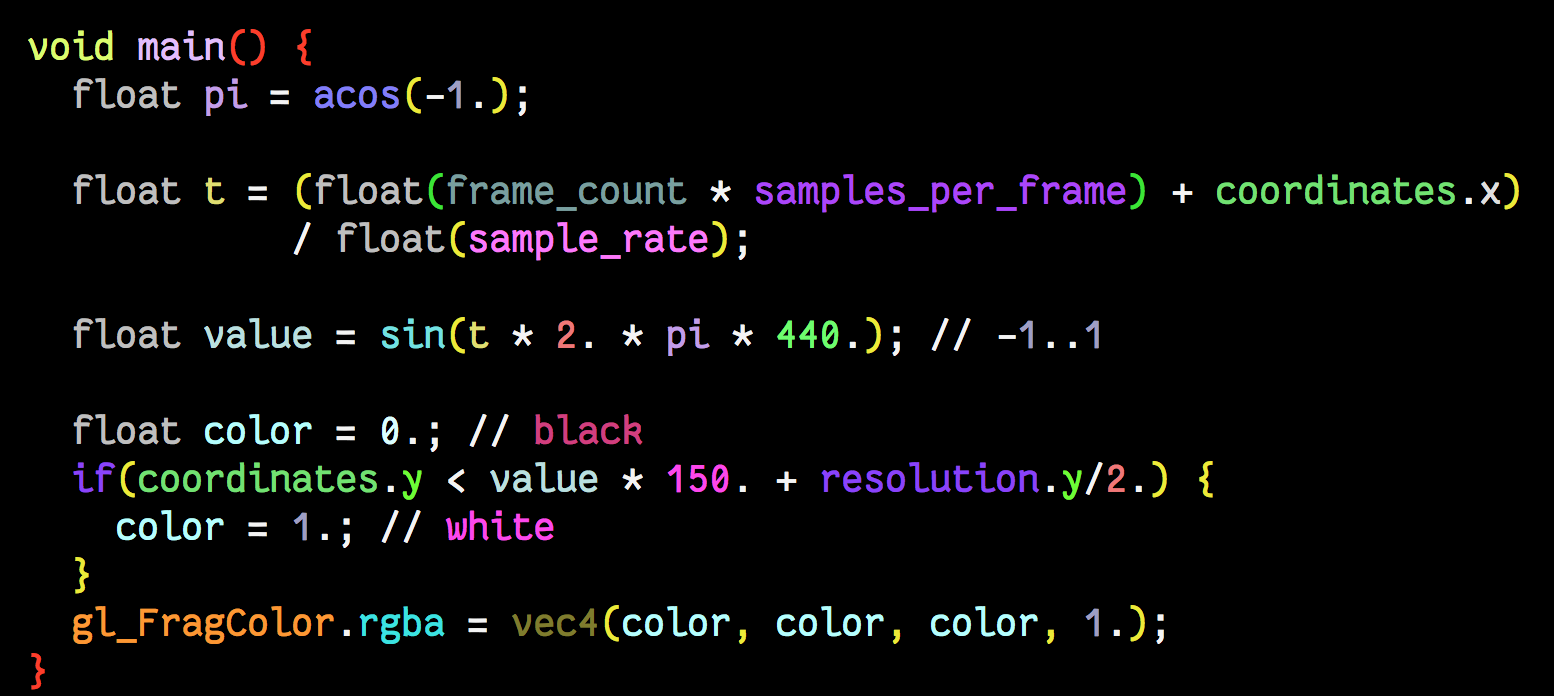 void main() {
  float pi = acos(-1.);

  float t = (float(frame_count * samples_per_frame) + coordinates.x)
            / float(sample_rate);

  float value = sin(t * 2. * pi * 440.); // -1..1

  float color = 0.; // black
  if(coordinates.y < value * 150. + resolution.y/2.) {
    color = 1.; // white
  }
  gl_FragColor.rgba = vec4(color, color, color, 1.);
}